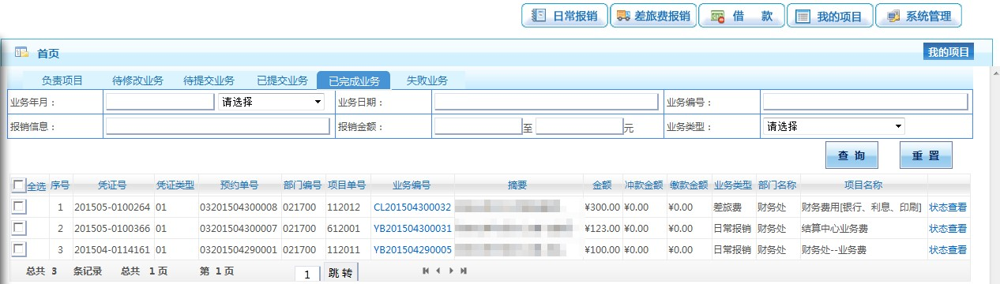 日常报销 差旅费报销 借 款 我的项目 系统管理
首页 我的项目
负责项目 待修改业务 待提交业务 已提交业务 已完成业务 失败业务
业务年月： 请选择 业务日期： 业务编号：
报销信息： 报销金额： 至 元 业务类型： 请选择
查 询 重 置
全选 序号 凭证号 凭证类型 预约单号 部门编号 项目单号 业务编号 摘要 金额 冲款金额 缴款金额 业务类型 部门名称 项目名称
1 201505-0100264 01 03201504300008 021700 112012 CL201504300032 ¥300.00 ¥0.00 ¥0.00 差旅费 财务处 财务费用[银行、利息、印刷] 状态查看
2 201505-0100366 01 03201504300007 021700 612001 YB201504300031 ¥123.00 ¥0.00 ¥0.00 日常报销 财务处 结算中心业务费 状态查看
3 201504-0114161 01 03201504290001 021700 112011 YB201504290005 ¥100.00 ¥0.00 ¥0.00 日常报销 财务处 财务处--业务费 状态查看
总共 3 条记录 总共 1 页 第 1 页 1 跳 转